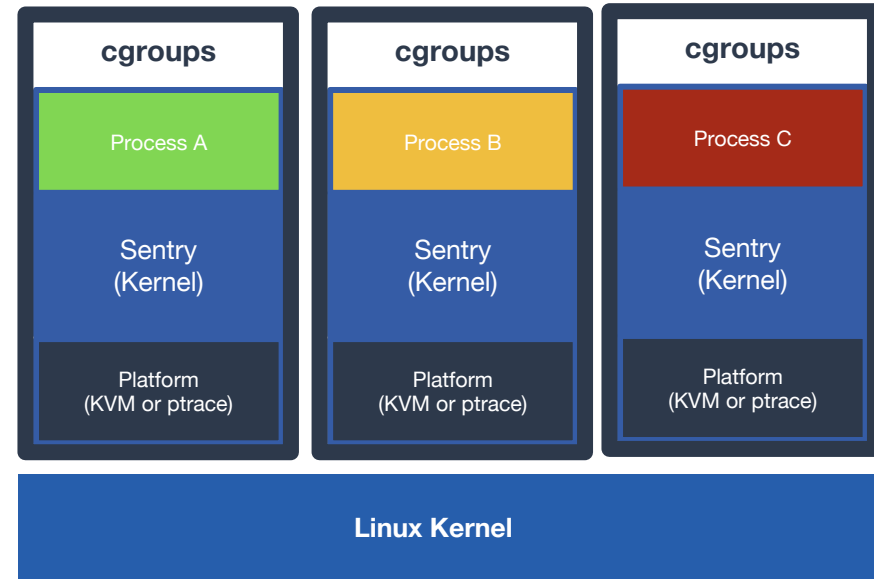 cgroups
Process A
Sentry
(Kernel)
Platform
(KVM or ptrace)
cgroups
Process B
Sentry
(Kernel)
Platform
(KVM or ptrace)
cgroups
Process C
Sentry
(Kernel)
Platform
(KVM or ptrace)
Linux Kernel